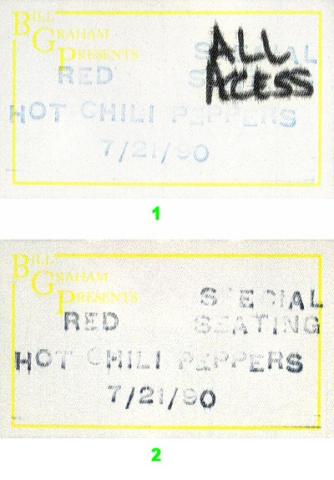 BILL
GRAHAM
PRESENTS
ALL
ACESS
SPECIAL
RED
HOT CHILI PEPPERS
7/21/90
1
BILL
GRAHAM
PRESENTS
SPECIAL
RED SEATING
HOT CHILI PEPPERS
7/21/90
2